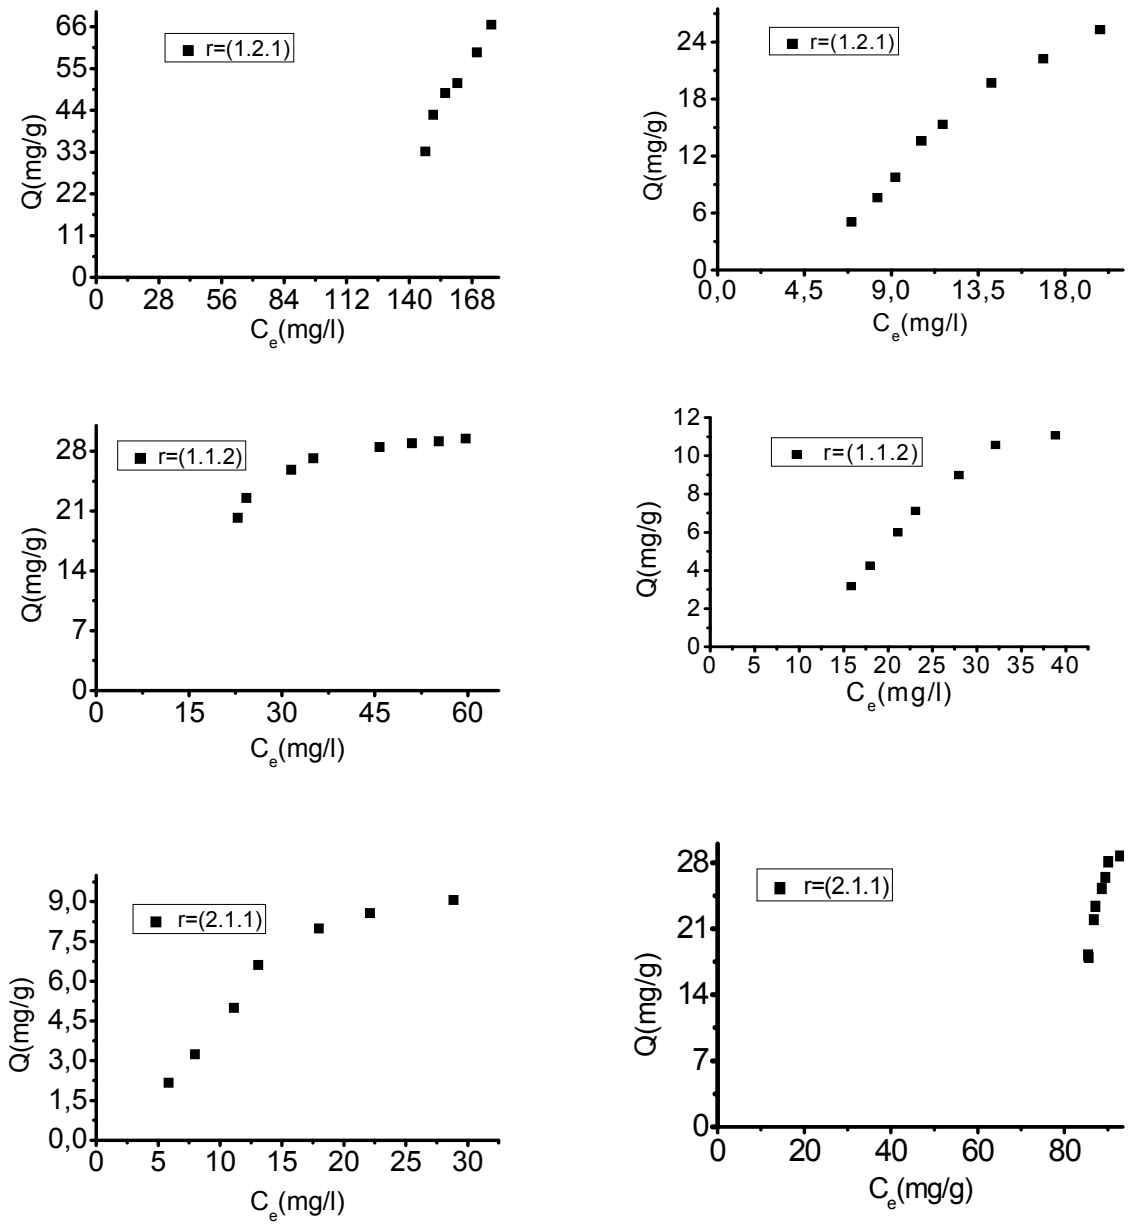 r=(1.2.1)
Q(mg/g)
66
55
44
33
22
11
0
0 28 56 84 112 140 168
Ce(mg/l)
r=(1.2.1)
Q(mg/g)
24
18
12
6
0
0,0 4,5 9,0 13,5 18,0
Ce(mg/l)
r=(1.1.2)
Q(mg/g)
28
21
14
7
0
0 15 30 45 60
Ce(mg/l)
r=(1.1.2)
Q(mg/g)
12
10
8
6
4
2
0
0 5 10 15 20 25 30 35 40
Ce(mg/l)
r=(2.1.1)
Q(mg/g)
9,0
7,5
6,0
4,5
3,0
1,5
0,0
0 5 10 15 20 25 30
Ce(mg/l)
r=(2.1.1)
Q(mg/g)
28
21
14
7
0
0 20 40 60 80
Ce(mg/g)